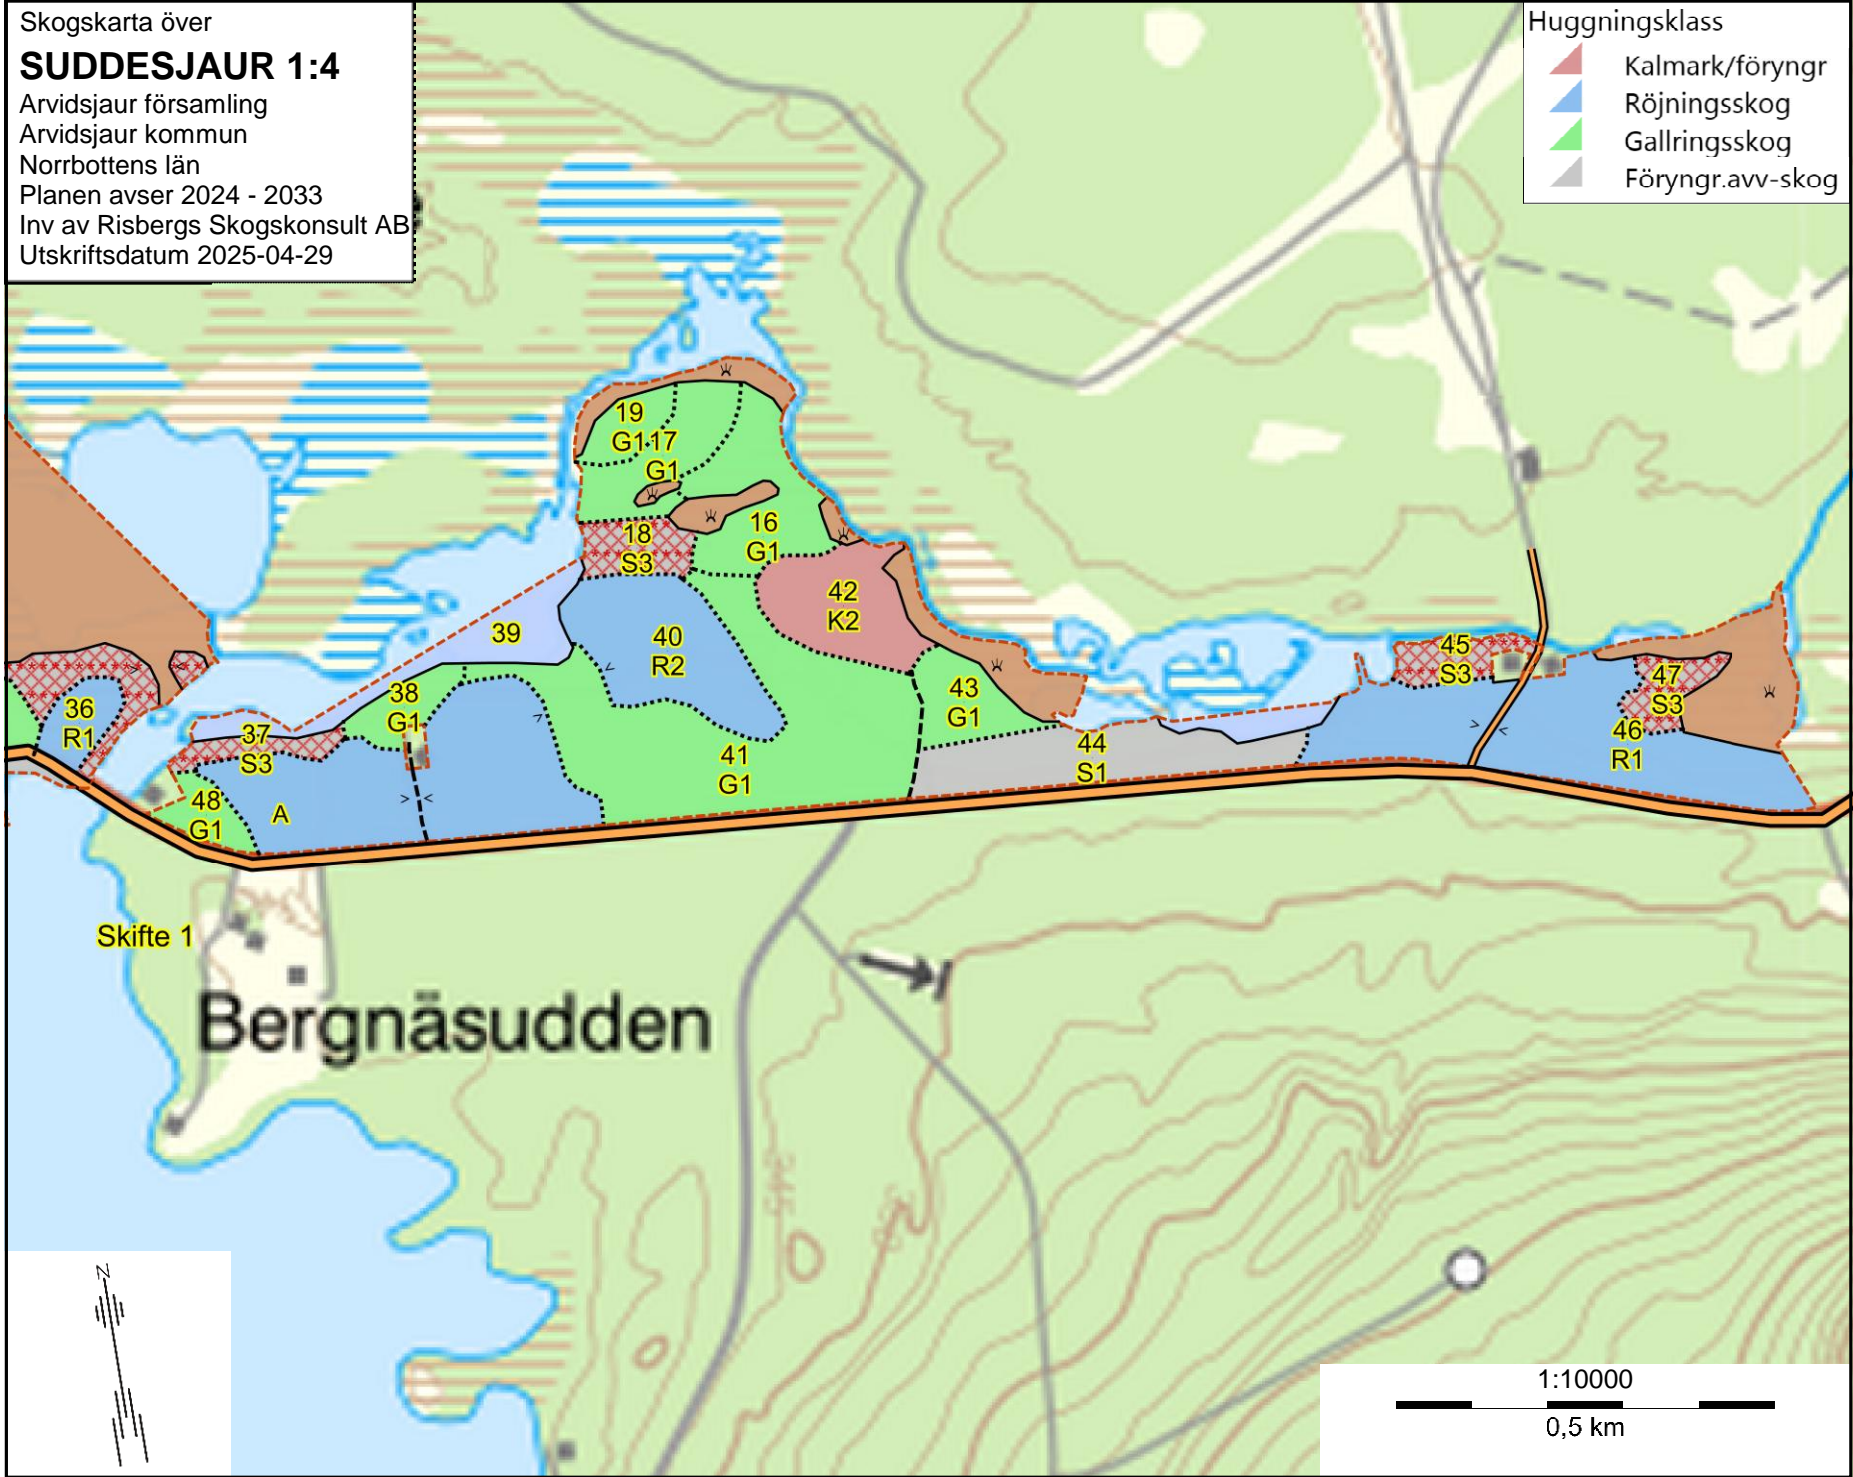 Skogskarta över
SUDDESJAUR 1:4
Arvidsjaur församling
Arvidsjaur kommun
Norrbottens län
Planen avser 2024 - 2033
Inv av Risbergs Skogskonsult AB
Utskriftsdatum 2025-04-29
Huggningsklass
Kalmark/föryngr
Röjningsskog
Gallringsskog
Föryngr.avv-skog
19
G1
17
G1
18
S3
16
G1
42
K2
39
40
R2
38
G1
36
R1
37
S3
43
G1
41
G1
44
S1
45
S3
47
S3
46
R1
48
G1
A
Skifte 1
Bergnäsudden
N
1:10000
0,5 km